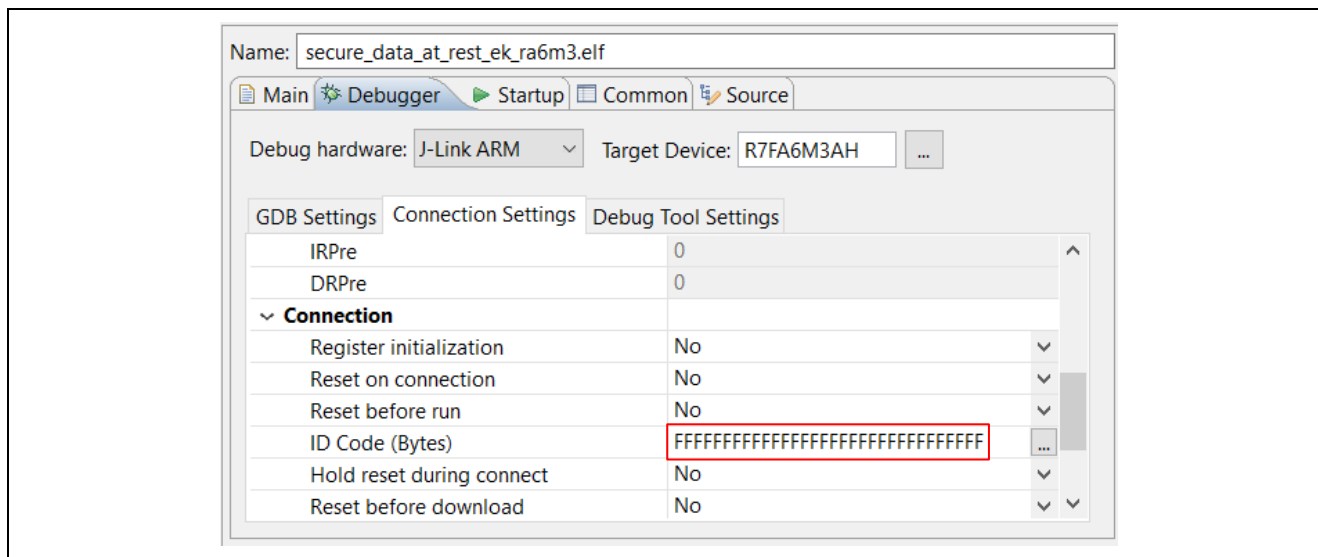 Name: secure_data_at_rest_ek_ra6m3.elf
Main Debugger Startup Common Source
Debug hardware: J-Link ARM Target Device: R7FA6M3AH ...
GDB Settings Connection Settings Debug Tool Settings
IRPre 0
DRPre 0
Connection
Register initialization No
Reset on connection No
Reset before run No
ID Code (Bytes) FFFFFFFFFFFFFFFFFFFFFFFFFFFFFFFF ...
Hold reset during connect No
Reset before download No